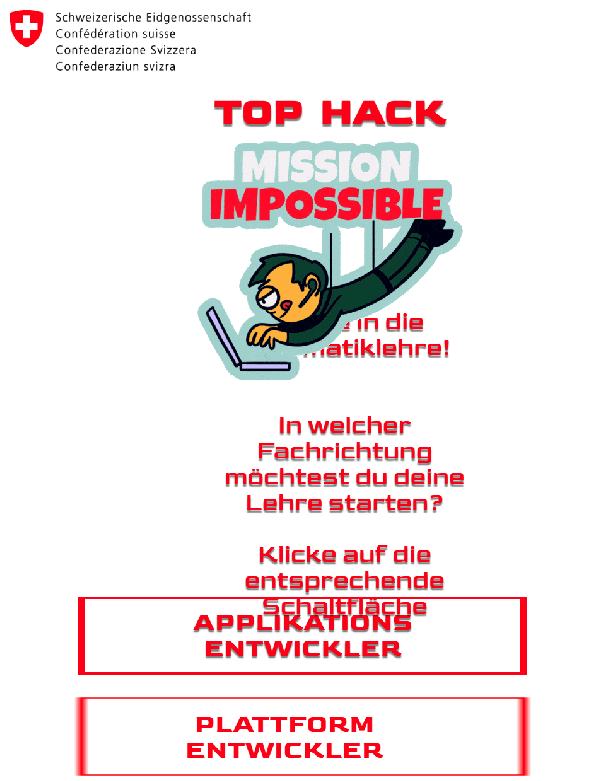 Schweizerische Eidgenossenschaft
Confédération suisse
Confederazione Svizzera
Confederaziun svizra
TOP HACK
MISSION
IMPOSSIBLE
in die
In welcher
Fachrichtung
möchtest du deine
Lehre starten?
Klicke auf die
entsprechende
Schaltfläche
APPLIKATIONS
ENTWICKLER
PLATTFORM
ENTWICKLER